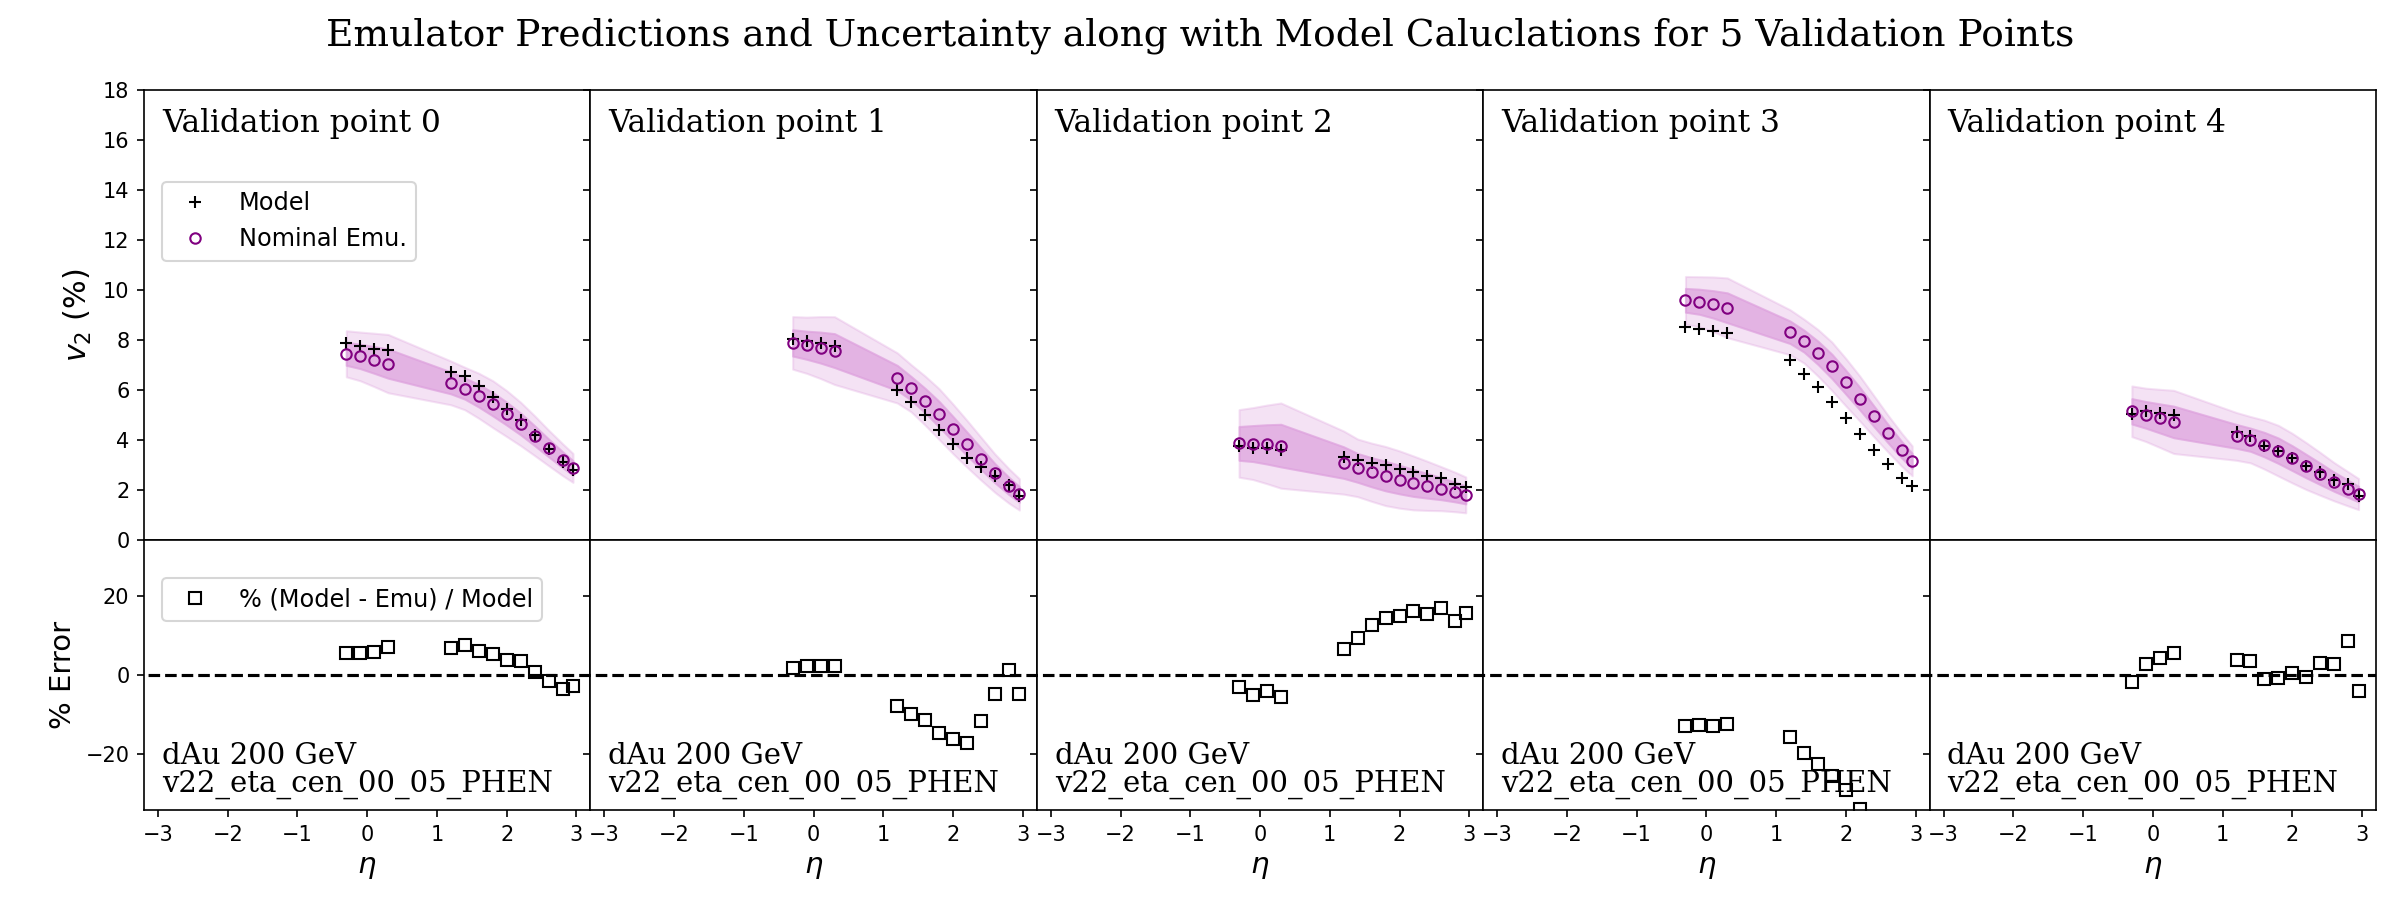 Emulator Predictions and Uncertainty along with Model Caluclations for 5 Validation Points
Validation point 0
Validation point 1
Validation point 2
Validation point 3
Validation point 4
Model
Nominal Emu.
v₂ (%)
18
16
14
12
10
8
6
4
2
0
% (Model - Emu) / Model
% Error
20
0
−20
dAu 200 GeV
v22_eta_cen_00_05_PHEN
dAu 200 GeV
v22_eta_cen_00_05_PHEN
dAu 200 GeV
v22_eta_cen_00_05_PHEN
dAu 200 GeV
v22_eta_cen_00_05_PHEN
dAu 200 GeV
v22_eta_cen_00_05_PHEN
−3 −2 −1 0 1 2 3
−3 −2 −1 0 1 2 3
−3 −2 −1 0 1 2 3
−3 −2 −1 0 1 2 3
−3 −2 −1 0 1 2 3
η
η
η
η
η